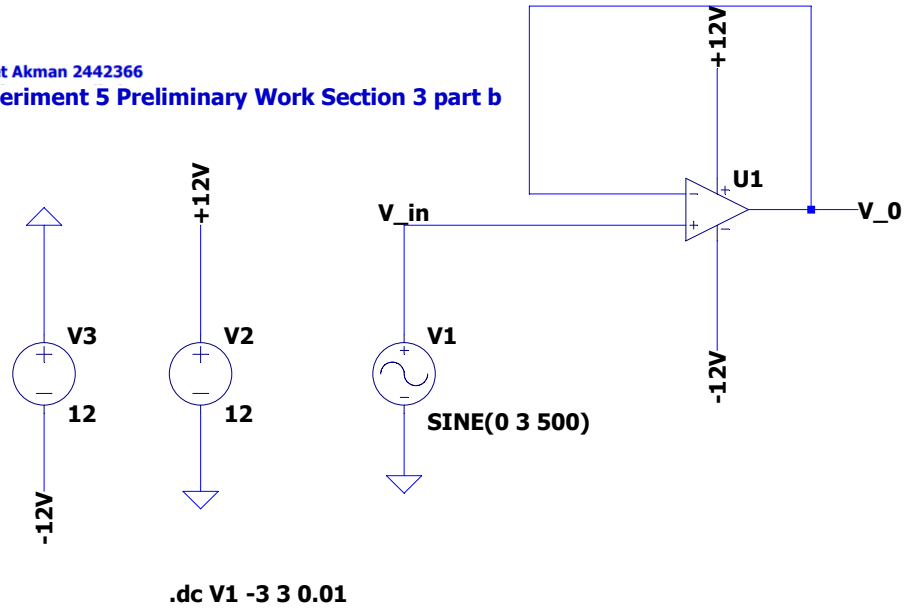 t Akman 2442366
eriment 5 Preliminary Work Section 3 part b
+12V
U1
V_0
-12V
V_in
V1
SINE(0 3 500)
+12V
V2
12
V3
12
-12V
.dc V1 -3 3 0.01